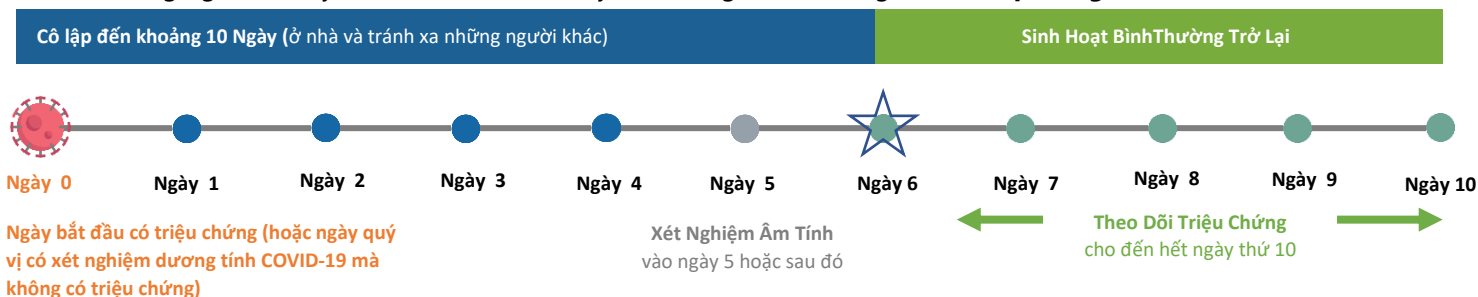 Cô lập đến khoảng 10 Ngày (ở nhà và tránh xa những người khác)
Sinh Hoạt BìnhThường Trở Lại
Ngày 0
Ngày 1
Ngày 2
Ngày 3
Ngày 4
Ngày 5
Ngày 6
Ngày 7
Ngày 8
Ngày 9
Ngày 10
Ngày bắt đầu có triệu chứng (hoặc ngày quý
vị có xét nghiệm dương tính COVID-19 mà
không có triệu chứng)
Xét Nghiệm Âm Tính
vào ngày 5 hoặc sau đó
Theo Dõi Triệu Chứng
cho đến hết ngày thứ 10